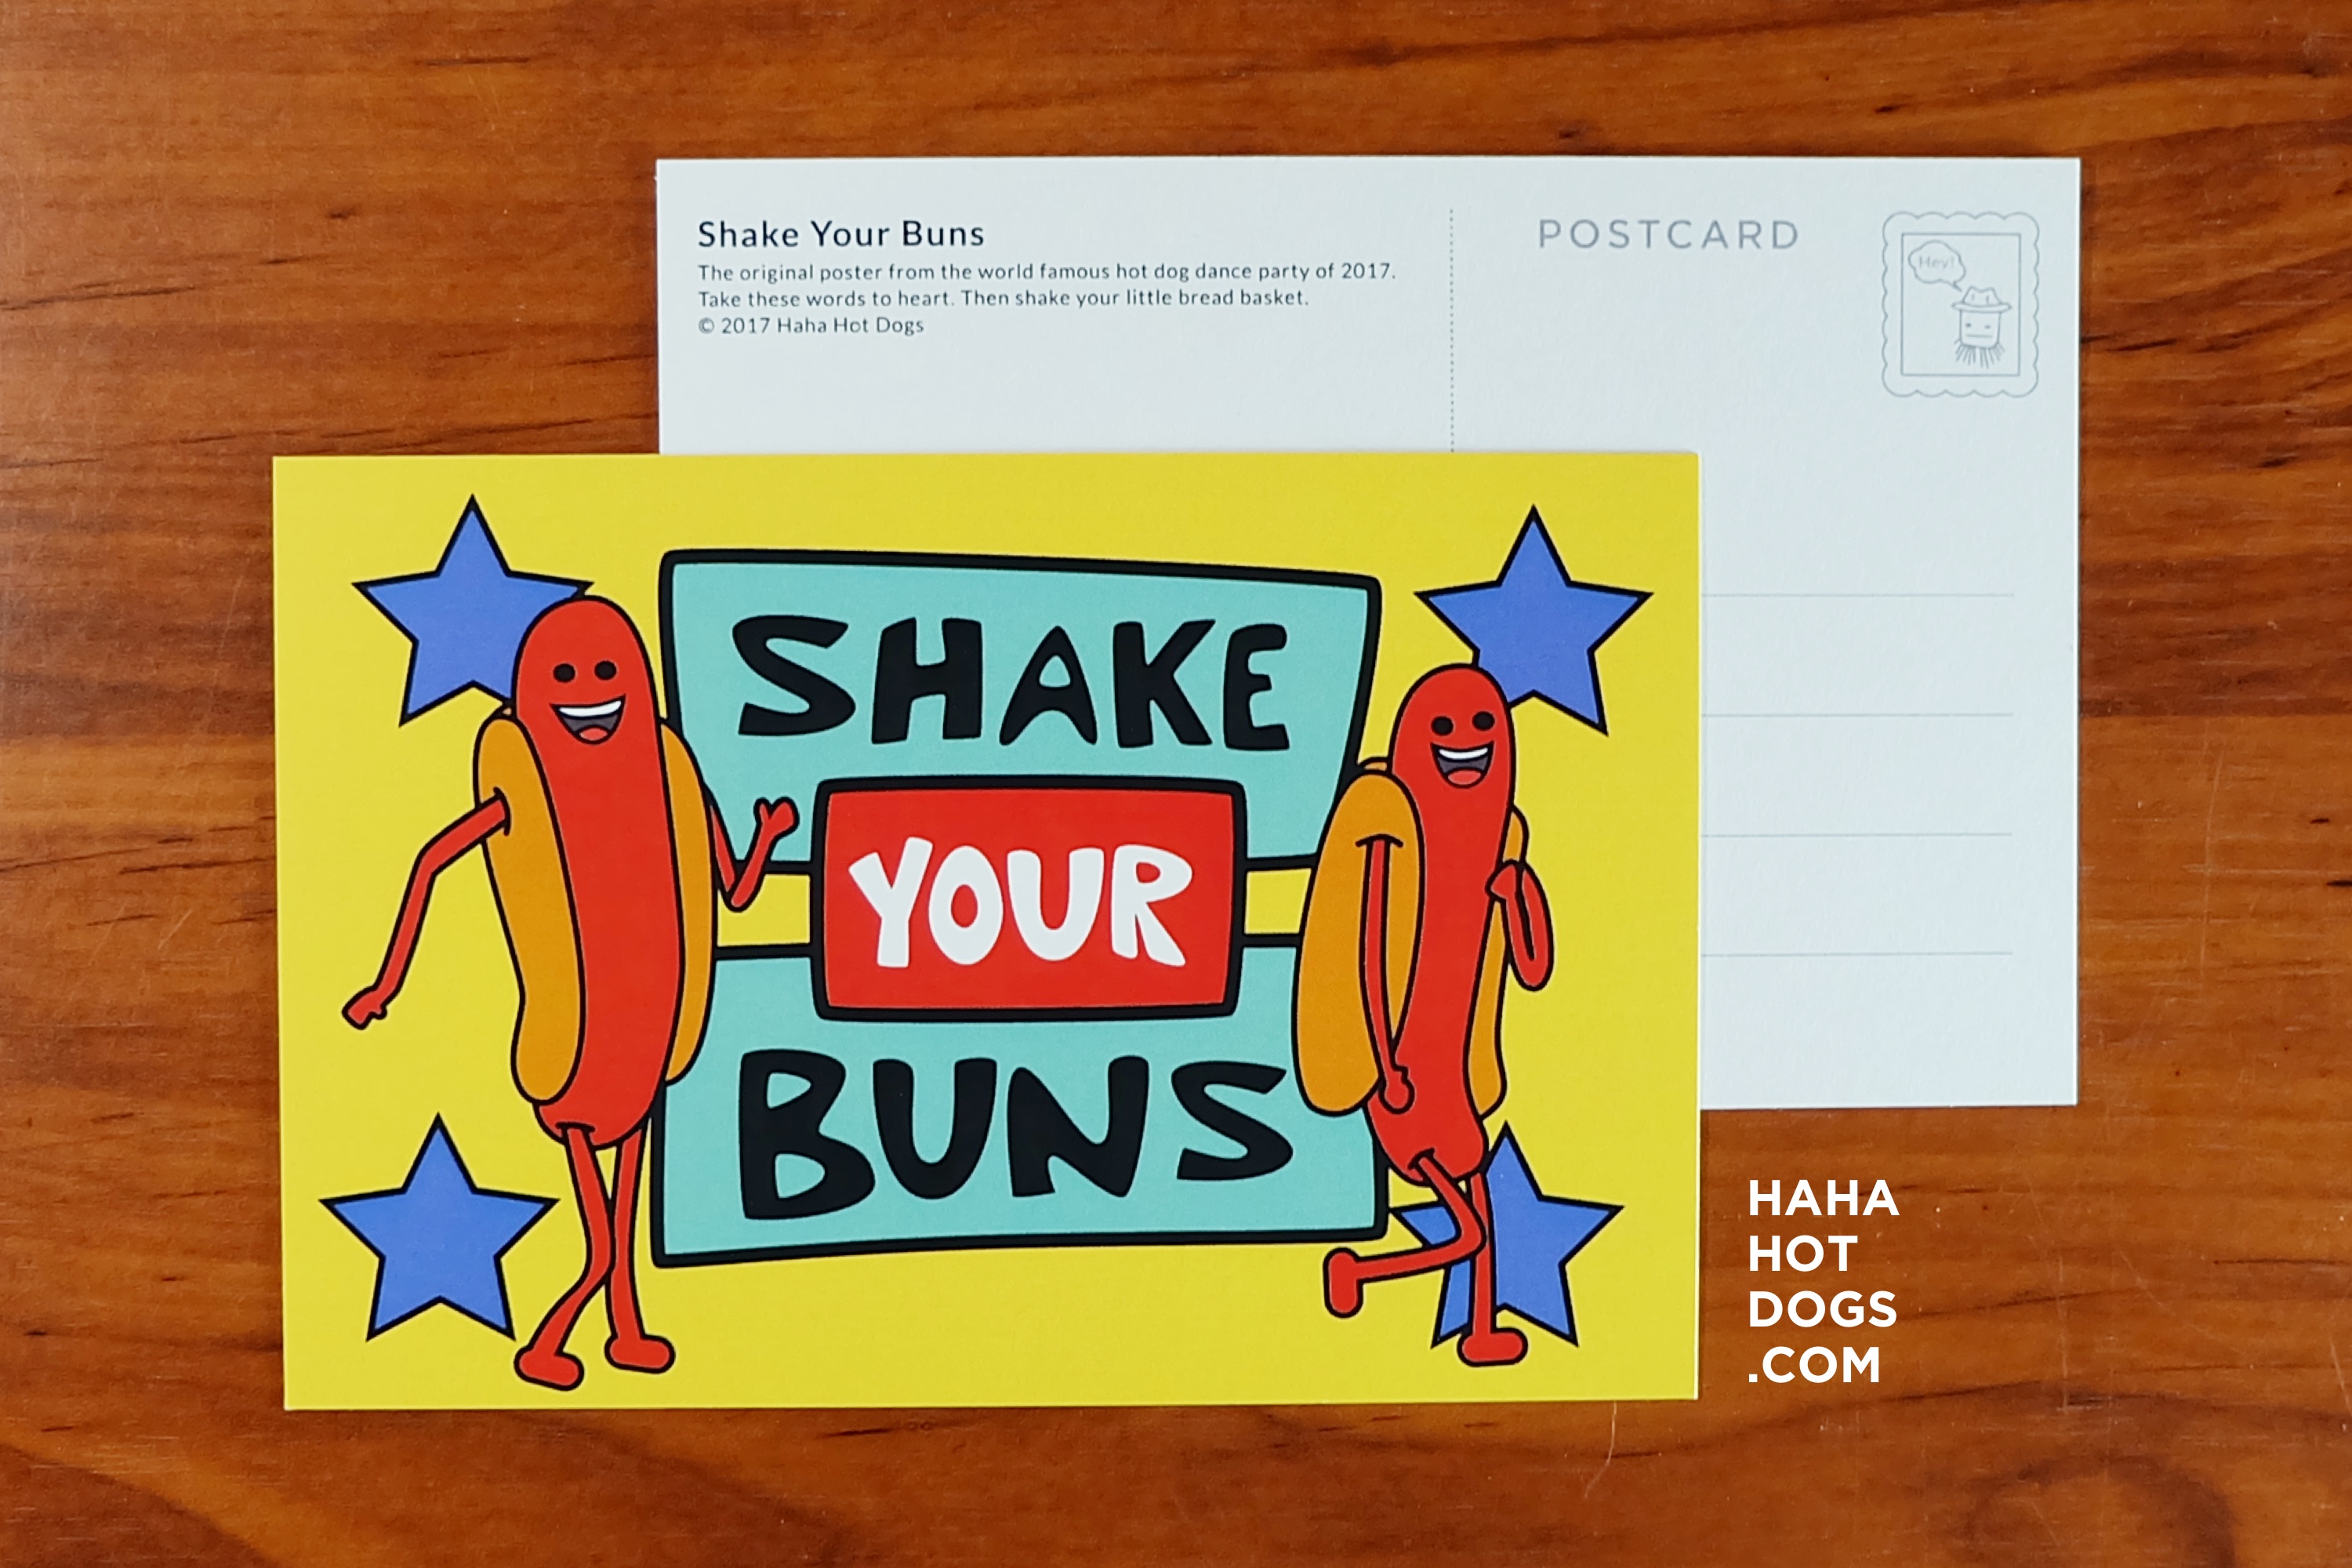 Shake Your Buns
The original poster from the world famous hot dog dance party of 2017.
Take these words to heart. Then shake your little bread basket.
© 2017 Haha Hot Dogs
POSTCARD
Hey!
SHAKE
YOUR
BUNS
HAHA
HOT
DOGS
.COM